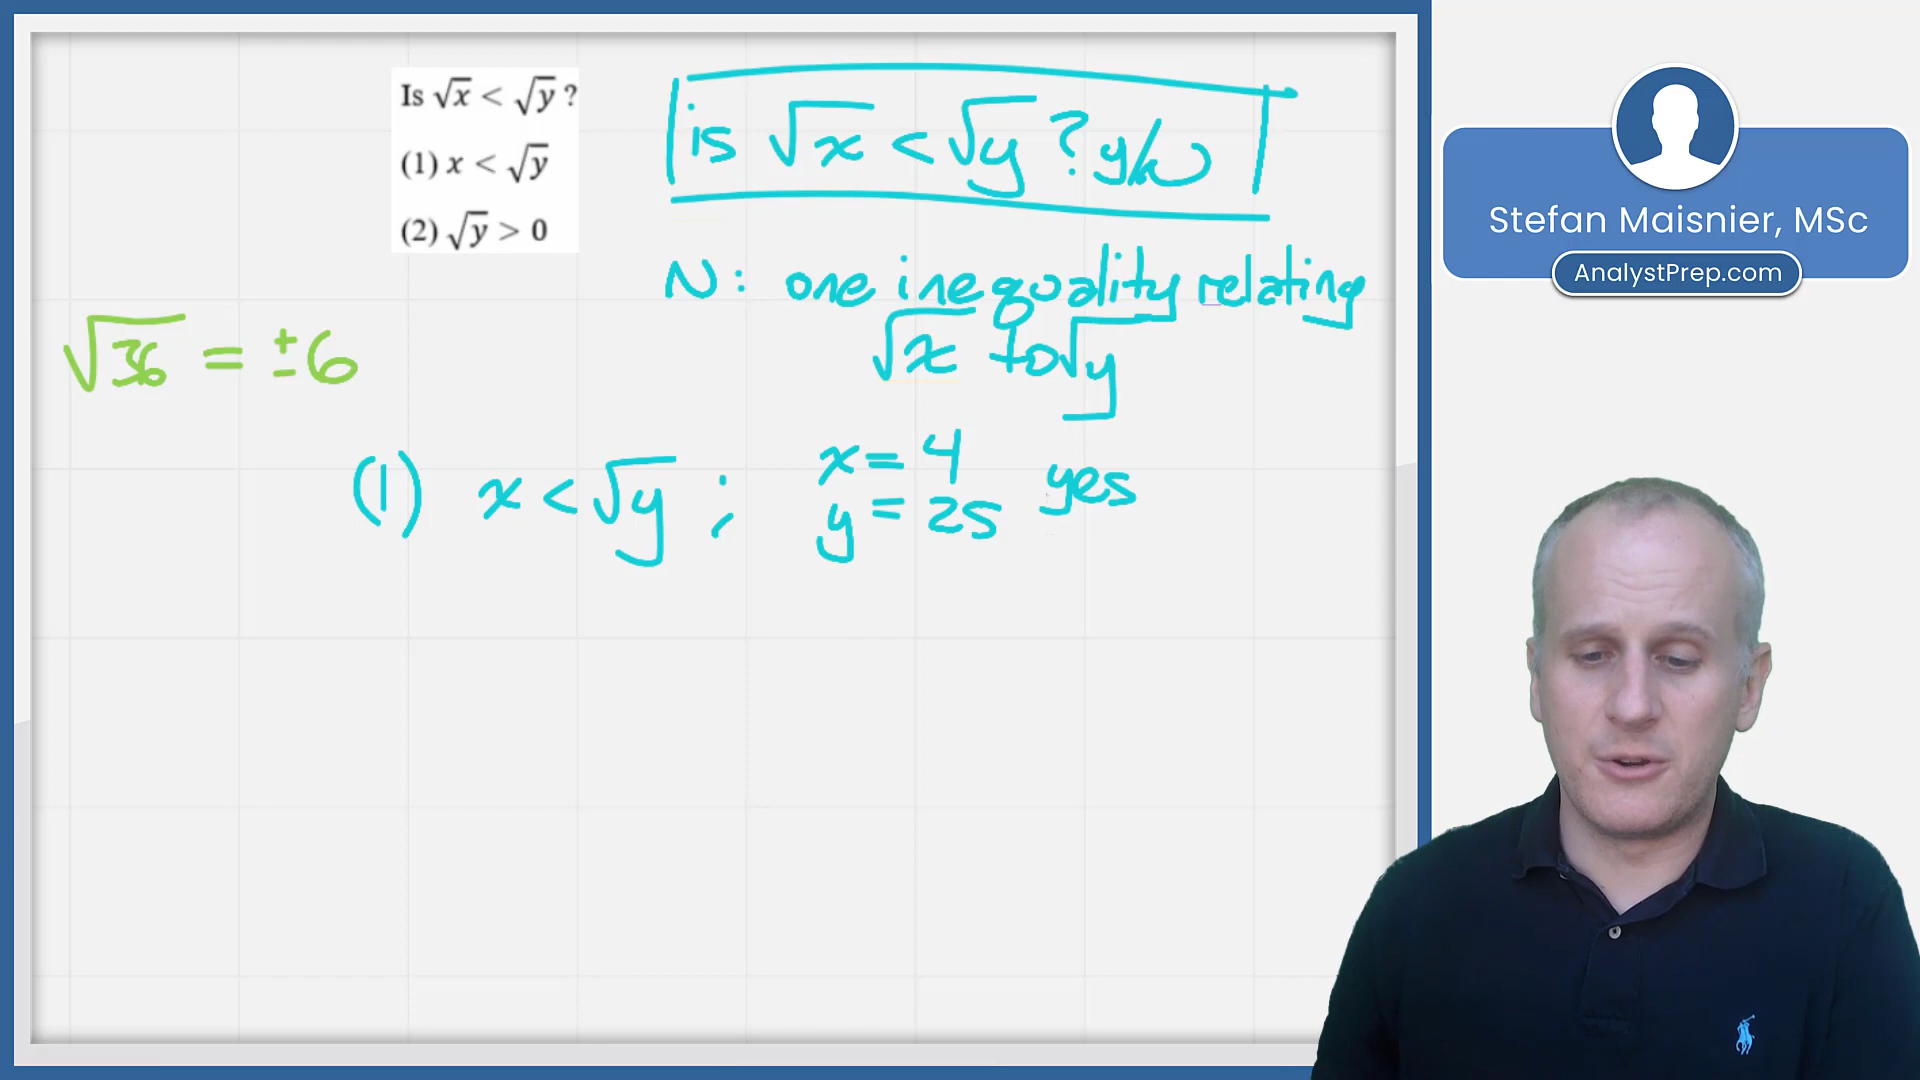 Is √x < √y ?
(1) x < √y
(2) √y > 0
is √x < √y ? y/n
N: one inequality relating
√x to √y
√36 = ±6
(1) x < √y ; x = 4
y = 25 yes
Stefan Maisnier, MSc
AnalystPrep.com